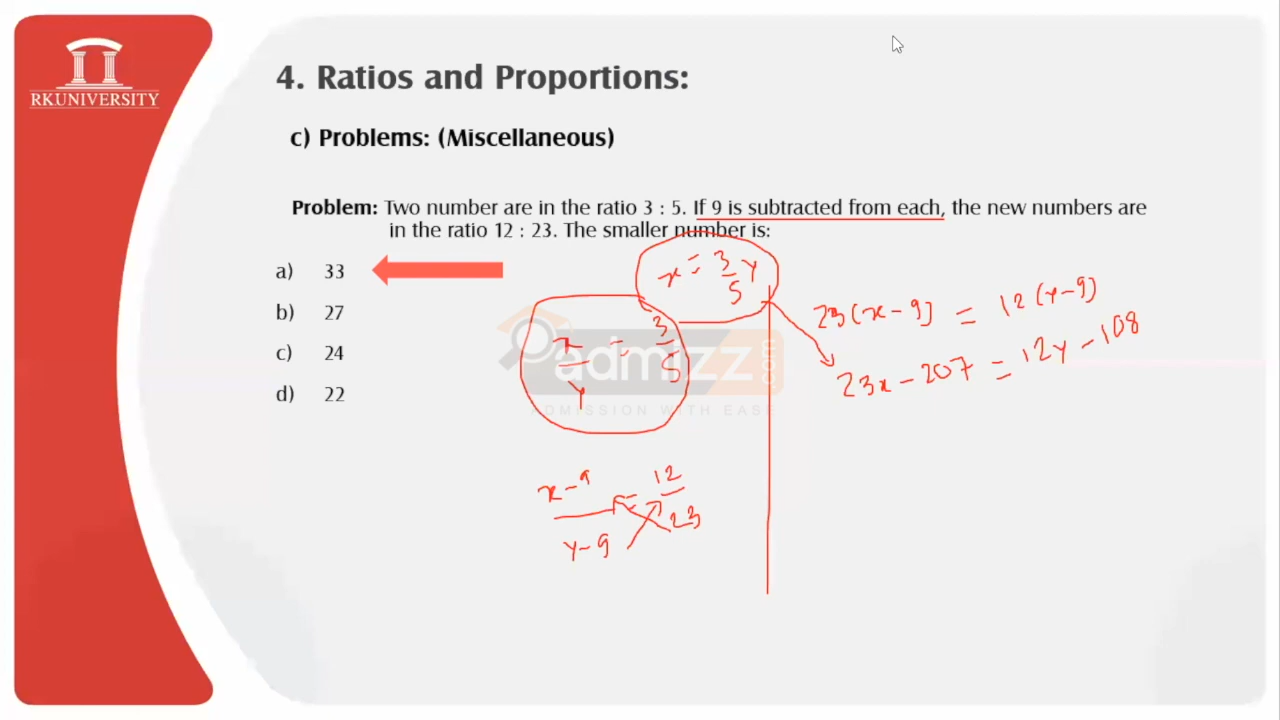 RKUNIVERSITY
4. Ratios and Proportions:
c) Problems: (Miscellaneous)
Problem: Two number are in the ratio 3 : 5. If 9 is subtracted from each, the new numbers are
in the ratio 12 : 23. The smaller number is:
a) 33
b) 27
c) 24
d) 22
x = 3/5 y
x/y = 3/5
x-9/y-9 = 12/23
23(x-9) = 12(y-9)
23x - 207 = 12y - 108
admizz.com
ADMISSION WITH EASE